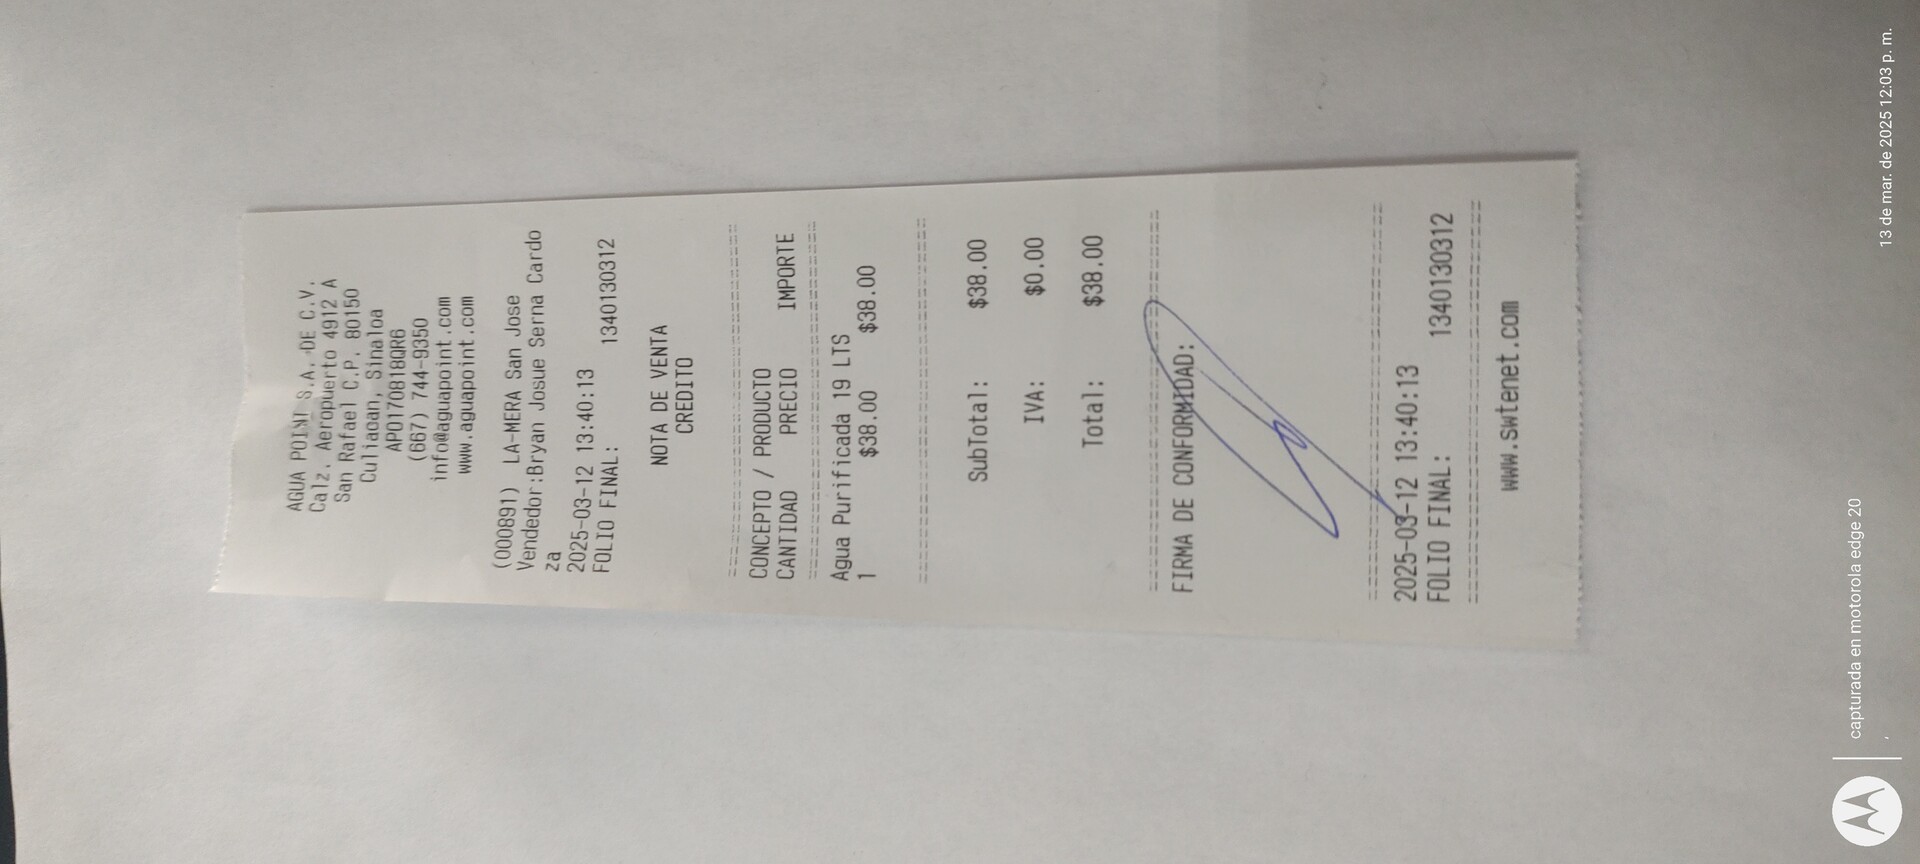 AGUA POINT S.A. DE C.V.
Calz. Aeropuerto 4912 A
San Rafael C.P. 80150
Culiacan, Sinaloa
APO170818QR6
(667) 744-9350
info@aguapoint.com
www.aguapoint.com
(000891) LA-MERA San Jose
Vendedor:Bryan Josue Serna Cardo
za
2025-03-12 13:40:13
FOLIO FINAL: 1340130312
NOTA DE VENTA
CREDITO
CONCEPTO / PRODUCTO
CANTIDAD PRECIO IMPORTE
Agua Purificada 19 LTS
1 $38.00 $38.00
SubTotal: $38.00
IVA: $0.00
Total: $38.00
FIRMA DE CONFORMIDAD:
2025-03-12 13:40:13
FOLIO FINAL: 1340130312
www.swtenet.com
capturada en motorola edge 20
13 de mar. de 2025 12:03 p. m.